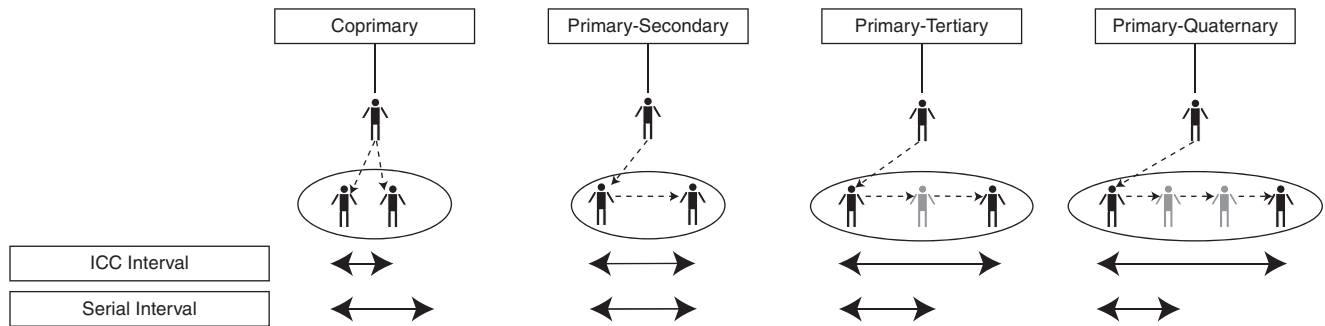 Coprimary
Primary-Secondary
Primary-Tertiary
Primary-Quaternary
ICC Interval
Serial Interval